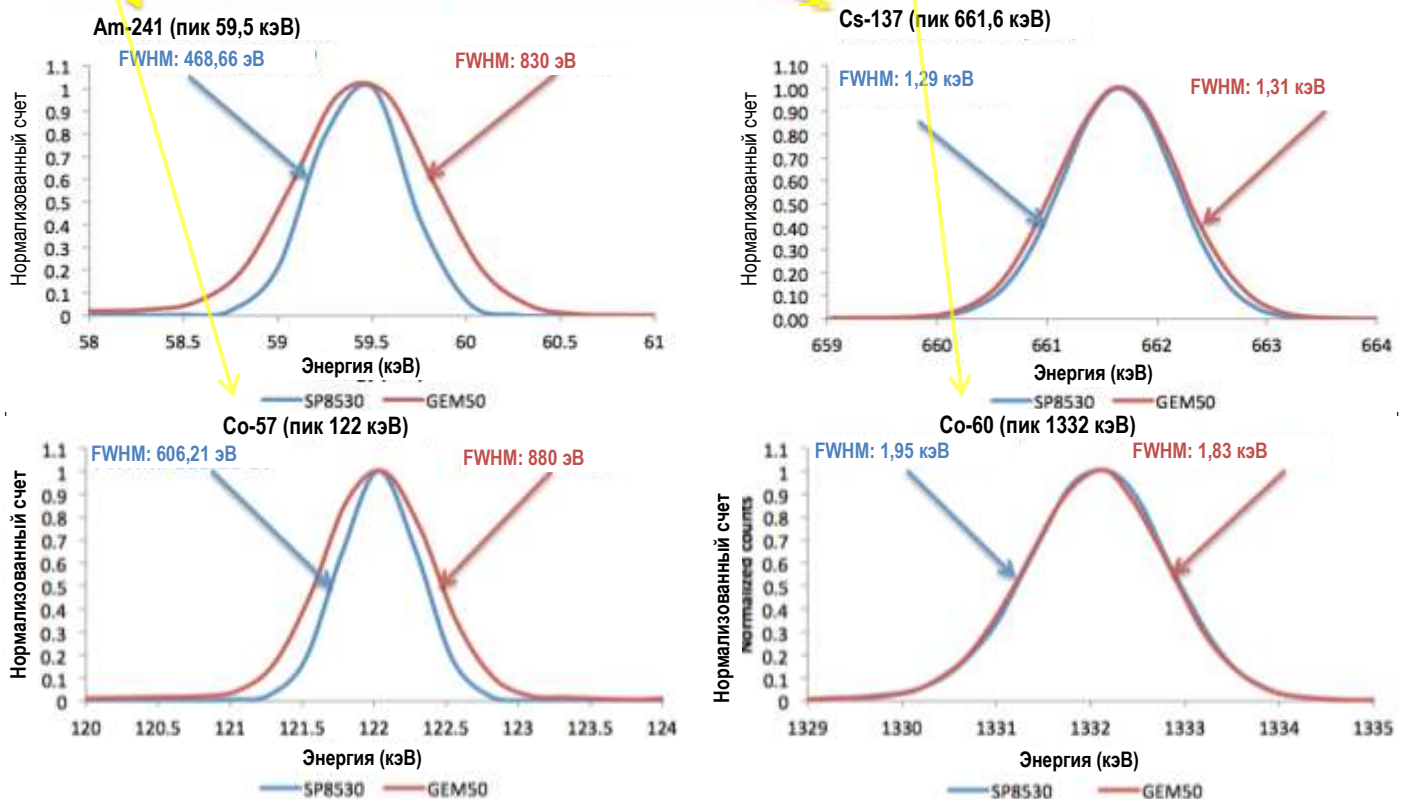 Am-241 (пик 59,5 кэВ)
FWHM: 468,66 эВ
FWHM: 830 эВ
Нормализованный счет
1.1
1
0.9
0.8
0.7
0.6
0.5
0.4
0.3
0.2
0.1
0
58
58.5
59
59.5
60
60.5
61
Энергия (кэВ)
SP8530
GEM50
Cs-137 (пик 661,6 кэВ)
FWHM: 1,29 кэВ
FWHM: 1,31 кэВ
Нормализованный счет
1.10
1.00
0.90
0.80
0.70
0.60
0.50
0.40
0.30
0.20
0.10
0.00
659
660
661
662
663
664
Энергия (кэВ)
SP8530
GEM50
Co-57 (пик 122 кэВ)
FWHM: 606,21 эВ
FWHM: 880 эВ
Нормализованный счет
1.1
1
0.9
0.8
0.7
0.6
0.5
0.4
0.3
0.2
0.1
0
120
120.5
121
121.5
122
122.5
123
123.5
124
Энергия (кэВ)
SP8530
GEM50
Co-60 (пик 1332 кэВ)
FWHM: 1,95 кэВ
FWHM: 1,83 кэВ
Нормализованный счет
Normalized counts
1.1
1
0.9
0.8
0.7
0.6
0.5
0.4
0.3
0.2
0.1
0
1329
1330
1331
1332
1333
1334
1335
Энергия (кэВ)
SP8530
GEM50